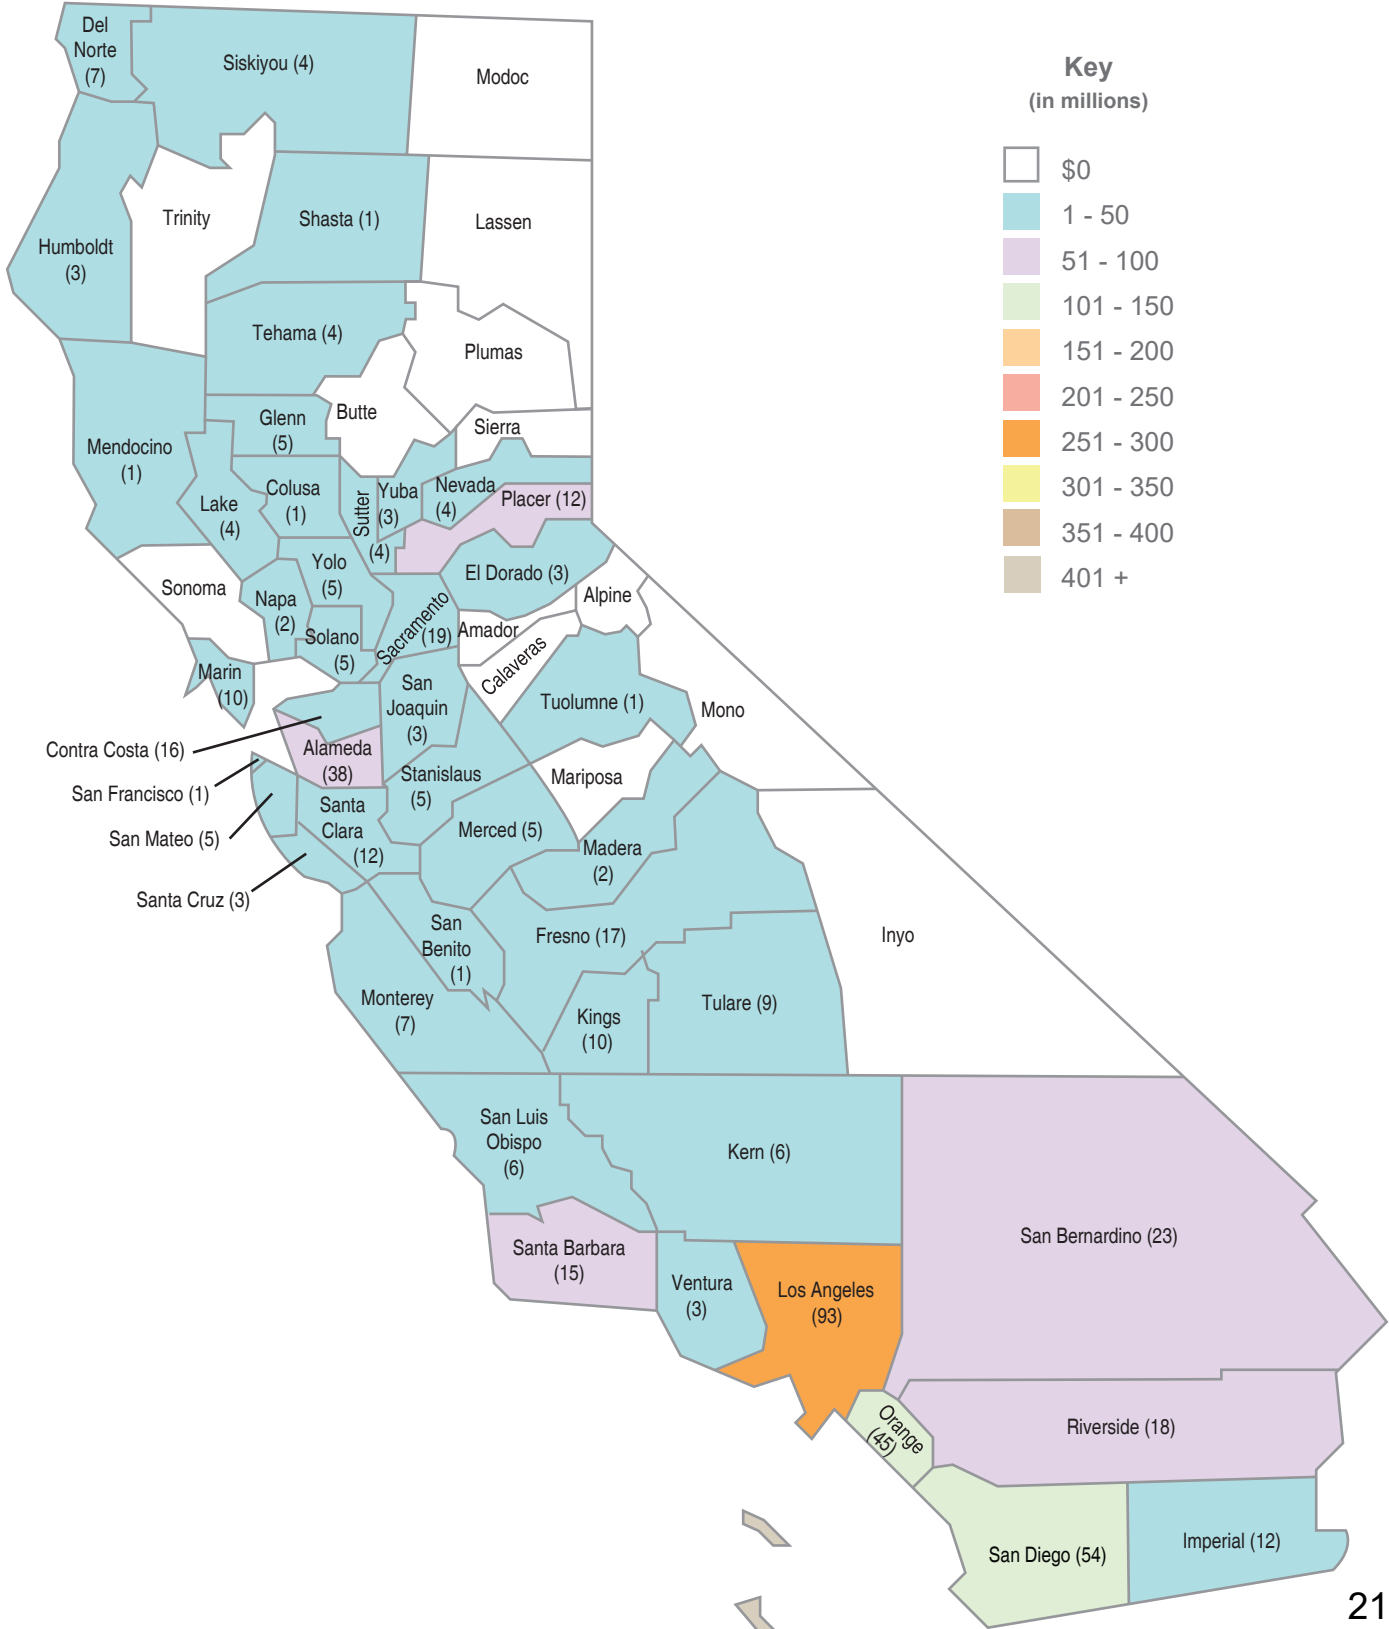 Del
Norte
(7)
Siskiyou (4)
Modoc
Key
(in millions)
$0
1 - 50
51 - 100
101 - 150
151 - 200
201 - 250
251 - 300
301 - 350
351 - 400
401 +
Trinity
Shasta (1)
Lassen
Humboldt
(3)
Tehama (4)
Plumas
Butte
Glenn
(5)
Sierra
Mendocino
(1)
Lake
(4)
Colusa
(1)
Sutter
(4)
Yuba
(3)
Nevada
(4)
Placer (12)
Yolo
(5)
El Dorado (3)
Sonoma
Napa
(2)
Solano
(5)
Sacramento
(19)
Amador
Alpine
Calaveras
Marin
(10)
San
Joaquin
(3)
Tuolumne (1)
Mono
Contra Costa (16)
Alameda
(38)
Stanislaus
(5)
Mariposa
San Francisco (1)
Santa
Clara
(12)
San Mateo (5)
Merced (5)
Madera
(2)
Santa Cruz (3)
San
Benito
(1)
Fresno (17)
Inyo
Monterey
(7)
Kings
(10)
Tulare (9)
San Luis
Obispo
(6)
Kern (6)
Santa Barbara
(15)
Ventura
(3)
Los Angeles
(93)
San Bernardino (23)
Orange
(45)
Riverside (18)
San Diego (54)
Imperial (12)
21